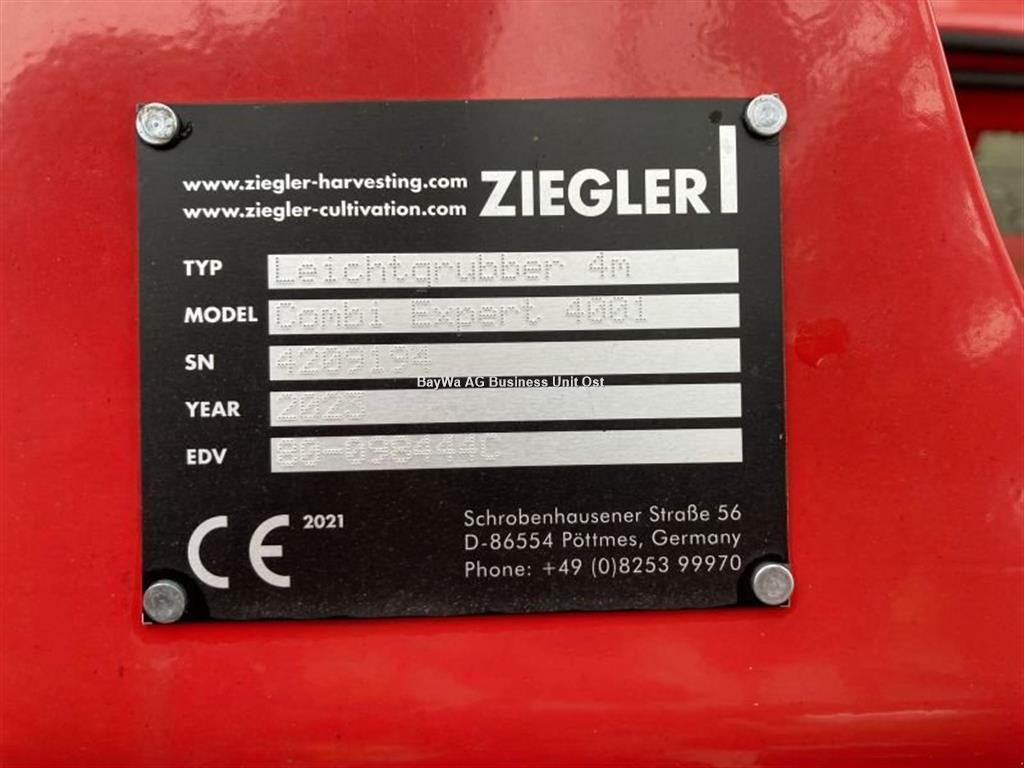 www.ziegler-harvesting.com
www.ziegler-cultivation.com
ZIEGLER
TYP Leichtgrubber 4m
MODEL Combi Expert 4001
SN 4209194
BayWa AG Business Unit Ost
YEAR 2023
EDV 80-09844HC
CE 2021
Schrobenhausener Straße 56
D-86554 Pöttmes, Germany
Phone: +49 (0)8253 99970